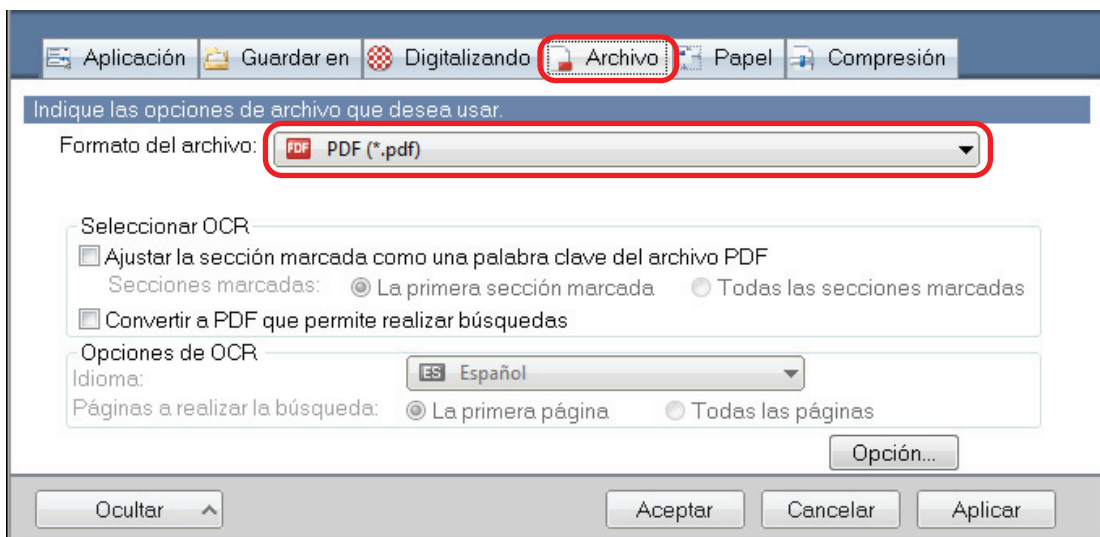 Aplicación Guardar en Digitalizando Archivo Papel Compresión
Indique las opciones de archivo que desea usar.
Formato del archivo: PDF PDF (*.pdf)
Seleccionar OCR
Ajustar la sección marcada como una palabra clave del archivo PDF
Secciones marcadas: La primera sección marcada Todas las secciones marcadas
Convertir a PDF que permite realizar búsquedas
Opciones de OCR
Idioma: ES Español
Páginas a realizar la búsqueda: La primera página Todas las páginas
Opción...
Ocultar Aceptar Cancelar Aplicar